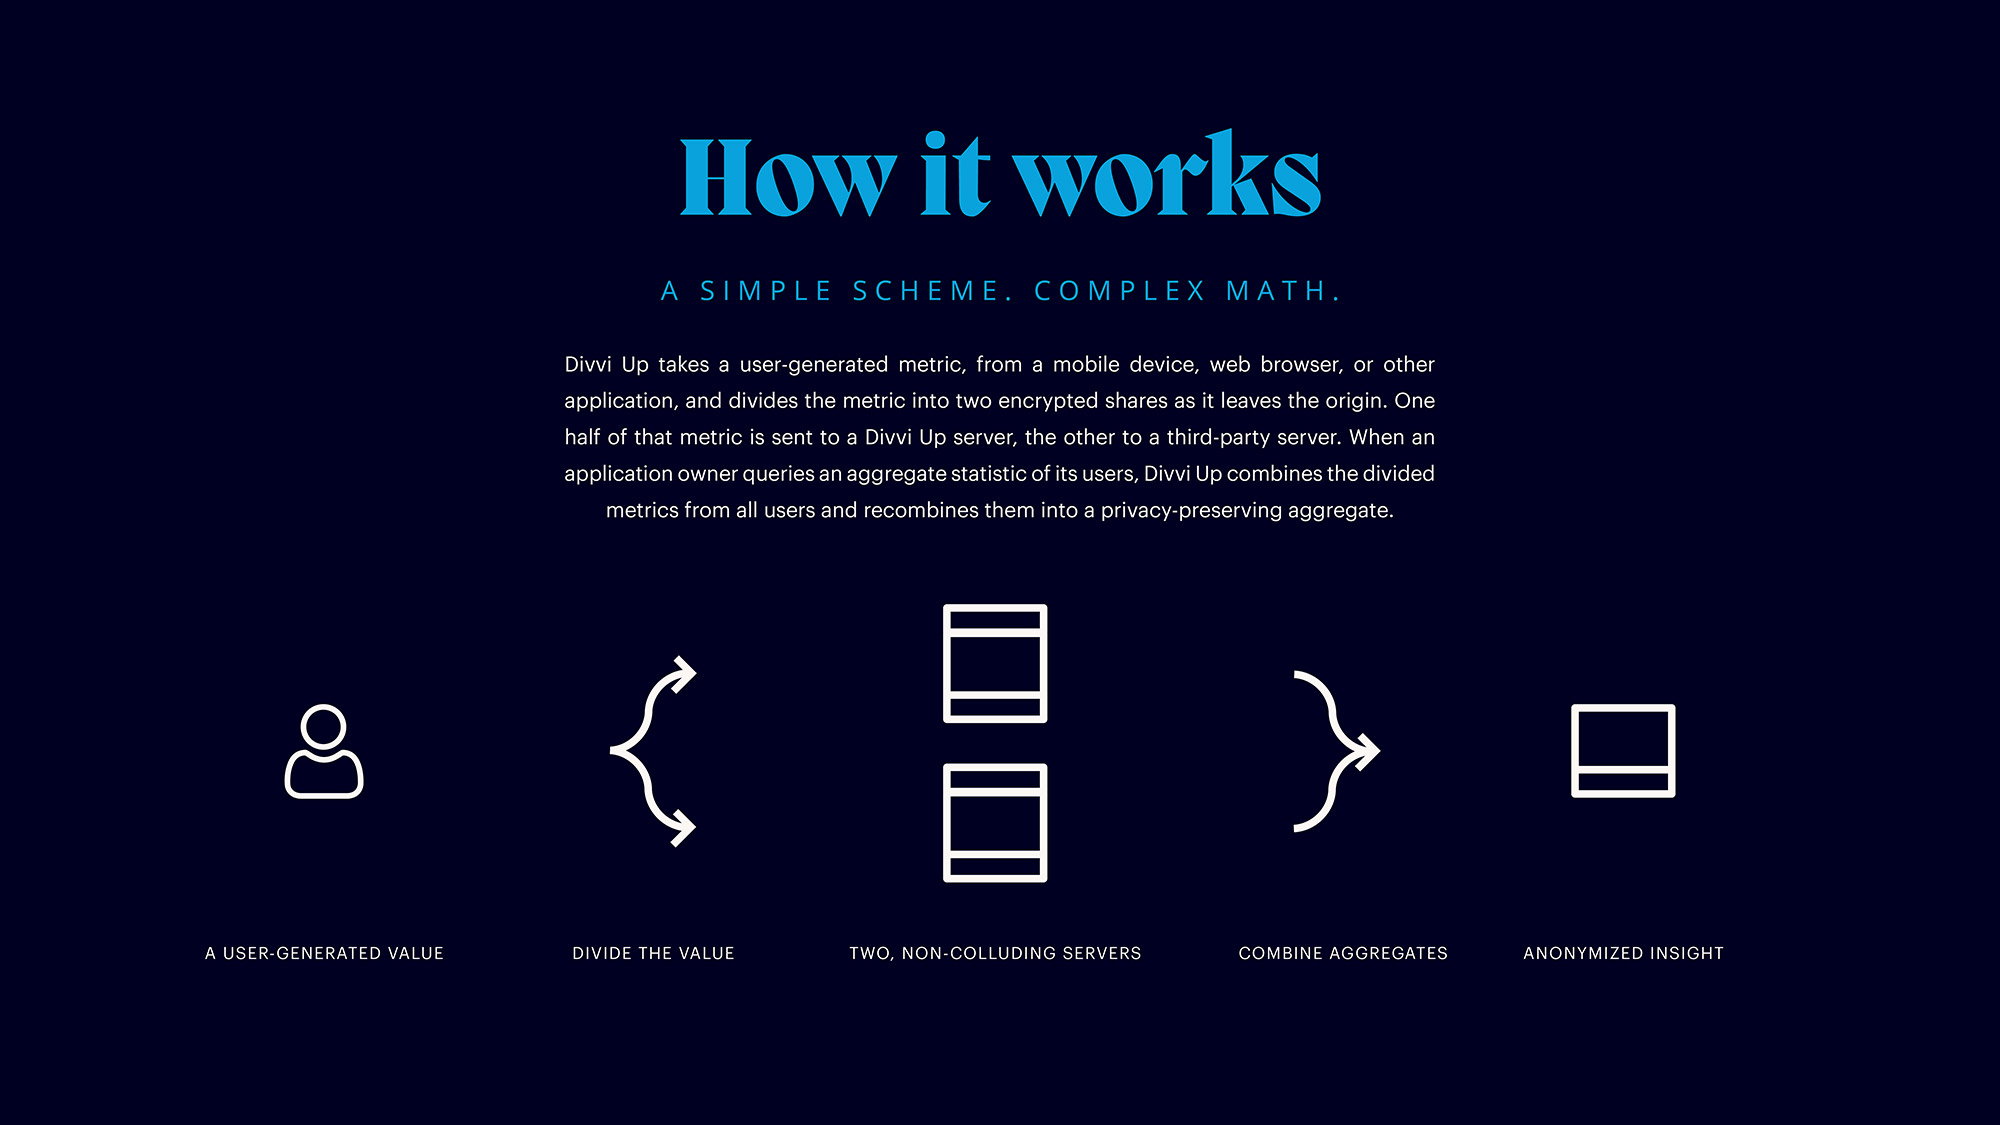 How it works
A SIMPLE SCHEME. COMPLEX MATH.
Divvi Up takes a user-generated metric, from a mobile device, web browser, or other
application, and divides the metric into two encrypted shares as it leaves the origin. One
half of that metric is sent to a Divvi Up server, the other to a third-party server. When an
application owner queries an aggregate statistic of its users, Divvi Up combines the divided
metrics from all users and recombines them into a privacy-preserving aggregate.
A USER-GENERATED VALUE
DIVIDE THE VALUE
TWO, NON-COLLUDING SERVERS
COMBINE AGGREGATES
ANONYMIZED INSIGHT